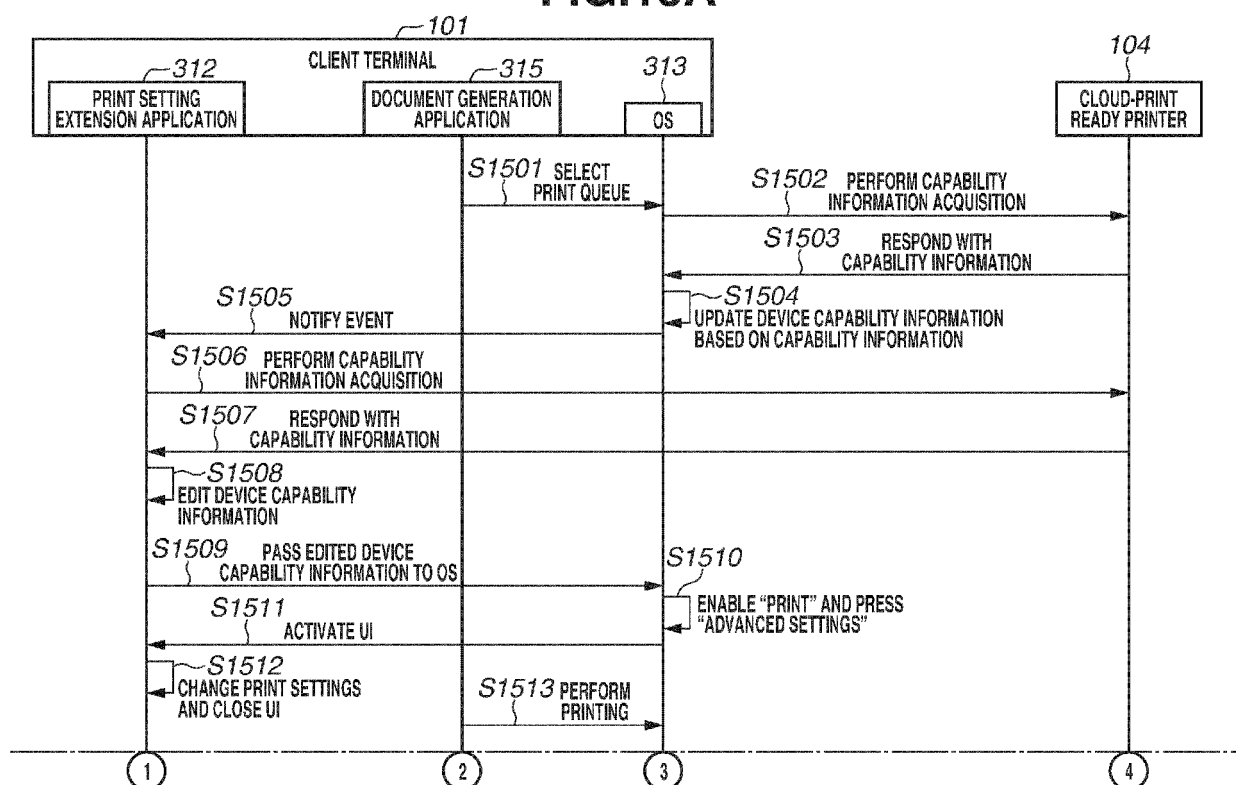 101
CLIENT TERMINAL
312
315
313
104
PRINT SETTING
EXTENSION APPLICATION
DOCUMENT GENERATION
APPLICATION
OS
CLOUD-PRINT
READY PRINTER
S1501 SELECT
PRINT QUEUE
S1502 PERFORM CAPABILITY
INFORMATION ACQUISITION
S1503 RESPOND WITH
CAPABILITY INFORMATION
S1504
UPDATE DEVICE CAPABILITY INFORMATION
BASED ON CAPABILITY INFORMATION
S1505
NOTIFY EVENT
S1506 PERFORM CAPABILITY
INFORMATION ACQUISITION
S1507 RESPOND WITH
CAPABILITY INFORMATION
S1508
EDIT DEVICE CAPABILITY
INFORMATION
S1509 PASS EDITED DEVICE
CAPABILITY INFORMATION TO OS
S1510
ENABLE “PRINT” AND PRESS
“ADVANCED SETTINGS”
S1511
ACTIVATE UI
S1512
CHANGE PRINT SETTINGS
AND CLOSE UI
S1513 PERFORM
PRINTING
1
2
3
4